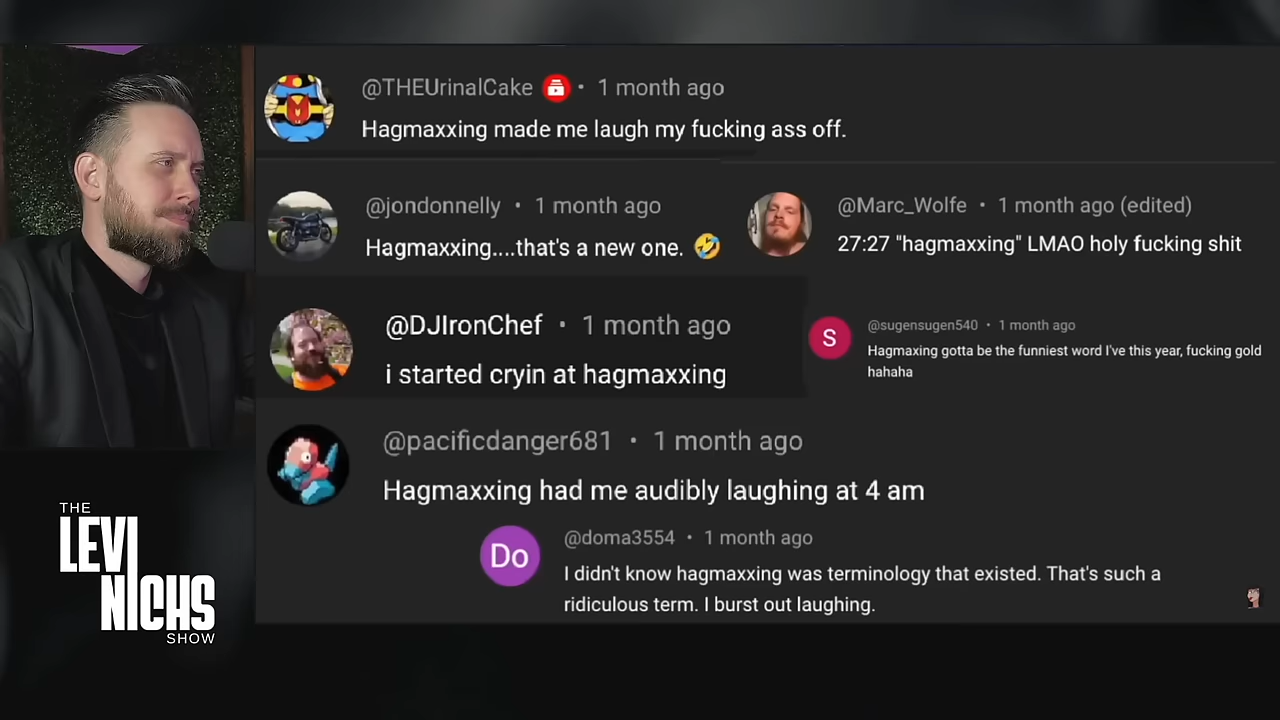 @THEUrinalCake • 1 month ago
Hagmaxxing made me laugh my fucking ass off.
@jondonnelly • 1 month ago
Hagmaxxing....that's a new one. 🤣
@Marc_Wolfe • 1 month ago (edited)
27:27 "hagmaxxing" LMAO holy fucking shit
@DJIronChef • 1 month ago
i started cryin at hagmaxxing
S
@sugensugen540 • 1 month ago
Hagmaxing gotta be the funniest word I've this year, fucking gold
hahaha
@pacificdanger681 • 1 month ago
Hagmaxxing had me audibly laughing at 4 am
Do
@doma3554 • 1 month ago
I didn't know hagmaxxing was terminology that existed. That's such a
ridiculous term. I burst out laughing.
THE
LEVI
NICHS
SHOW